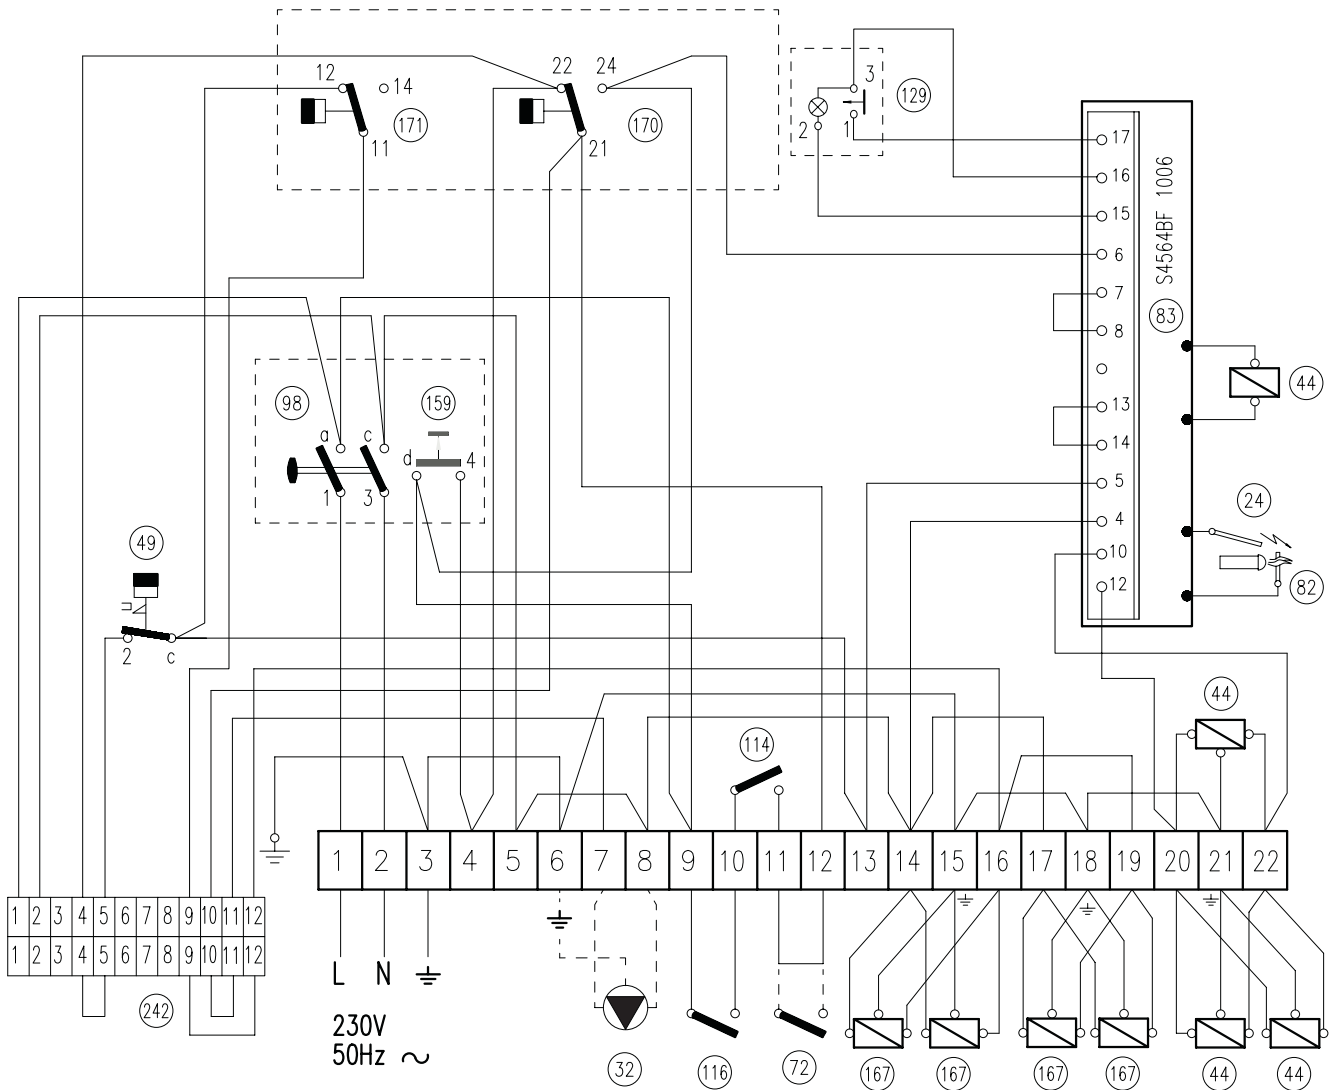 12 14 22 24
171 11 170 21
3 129 2 1
17
16
15
6
7
8
13
14
5
4
10
12
S4564BF 1006
83
44
24
82
98 159
a c d 4
1 3
49
2 c
44
114
1 2 3 4 5 6 7 8 9 10 11 12 13 14 15 16 17 18 19 20 21 22
1 2 3 4 5 6 7 8 9 10 11 12
1 2 3 4 5 6 7 8 9 10 11 12
242
L N
230V
50Hz ~
32 116 72 167 167 167 167 44 44